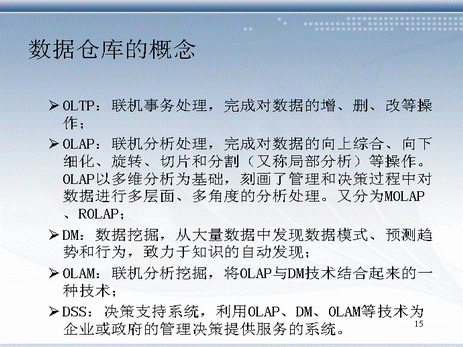 数据仓库的概念
➢OLTP：联机事务处理，完成对数据的增、删、改等操
作；
➢OLAP：联机分析处理，完成对数据的向上综合、向下
细化、旋转、切片和分割（又称局部分析）等操作。
OLAP以多维分析为基础，刻画了管理和决策过程中对
数据进行多层面、多角度的分析处理。又分为MOLAP
、ROLAP；
➢DM：数据挖掘，从大量数据中发现数据模式、预测趋
势和行为，致力于知识的自动发现；
➢OLAM：联机分析挖掘，将OLAP与DM技术结合起来的一
种技术；
➢DSS：决策支持系统，利用OLAP、DM、OLAM等技术为
企业或政府的管理决策提供服务的系统。
15